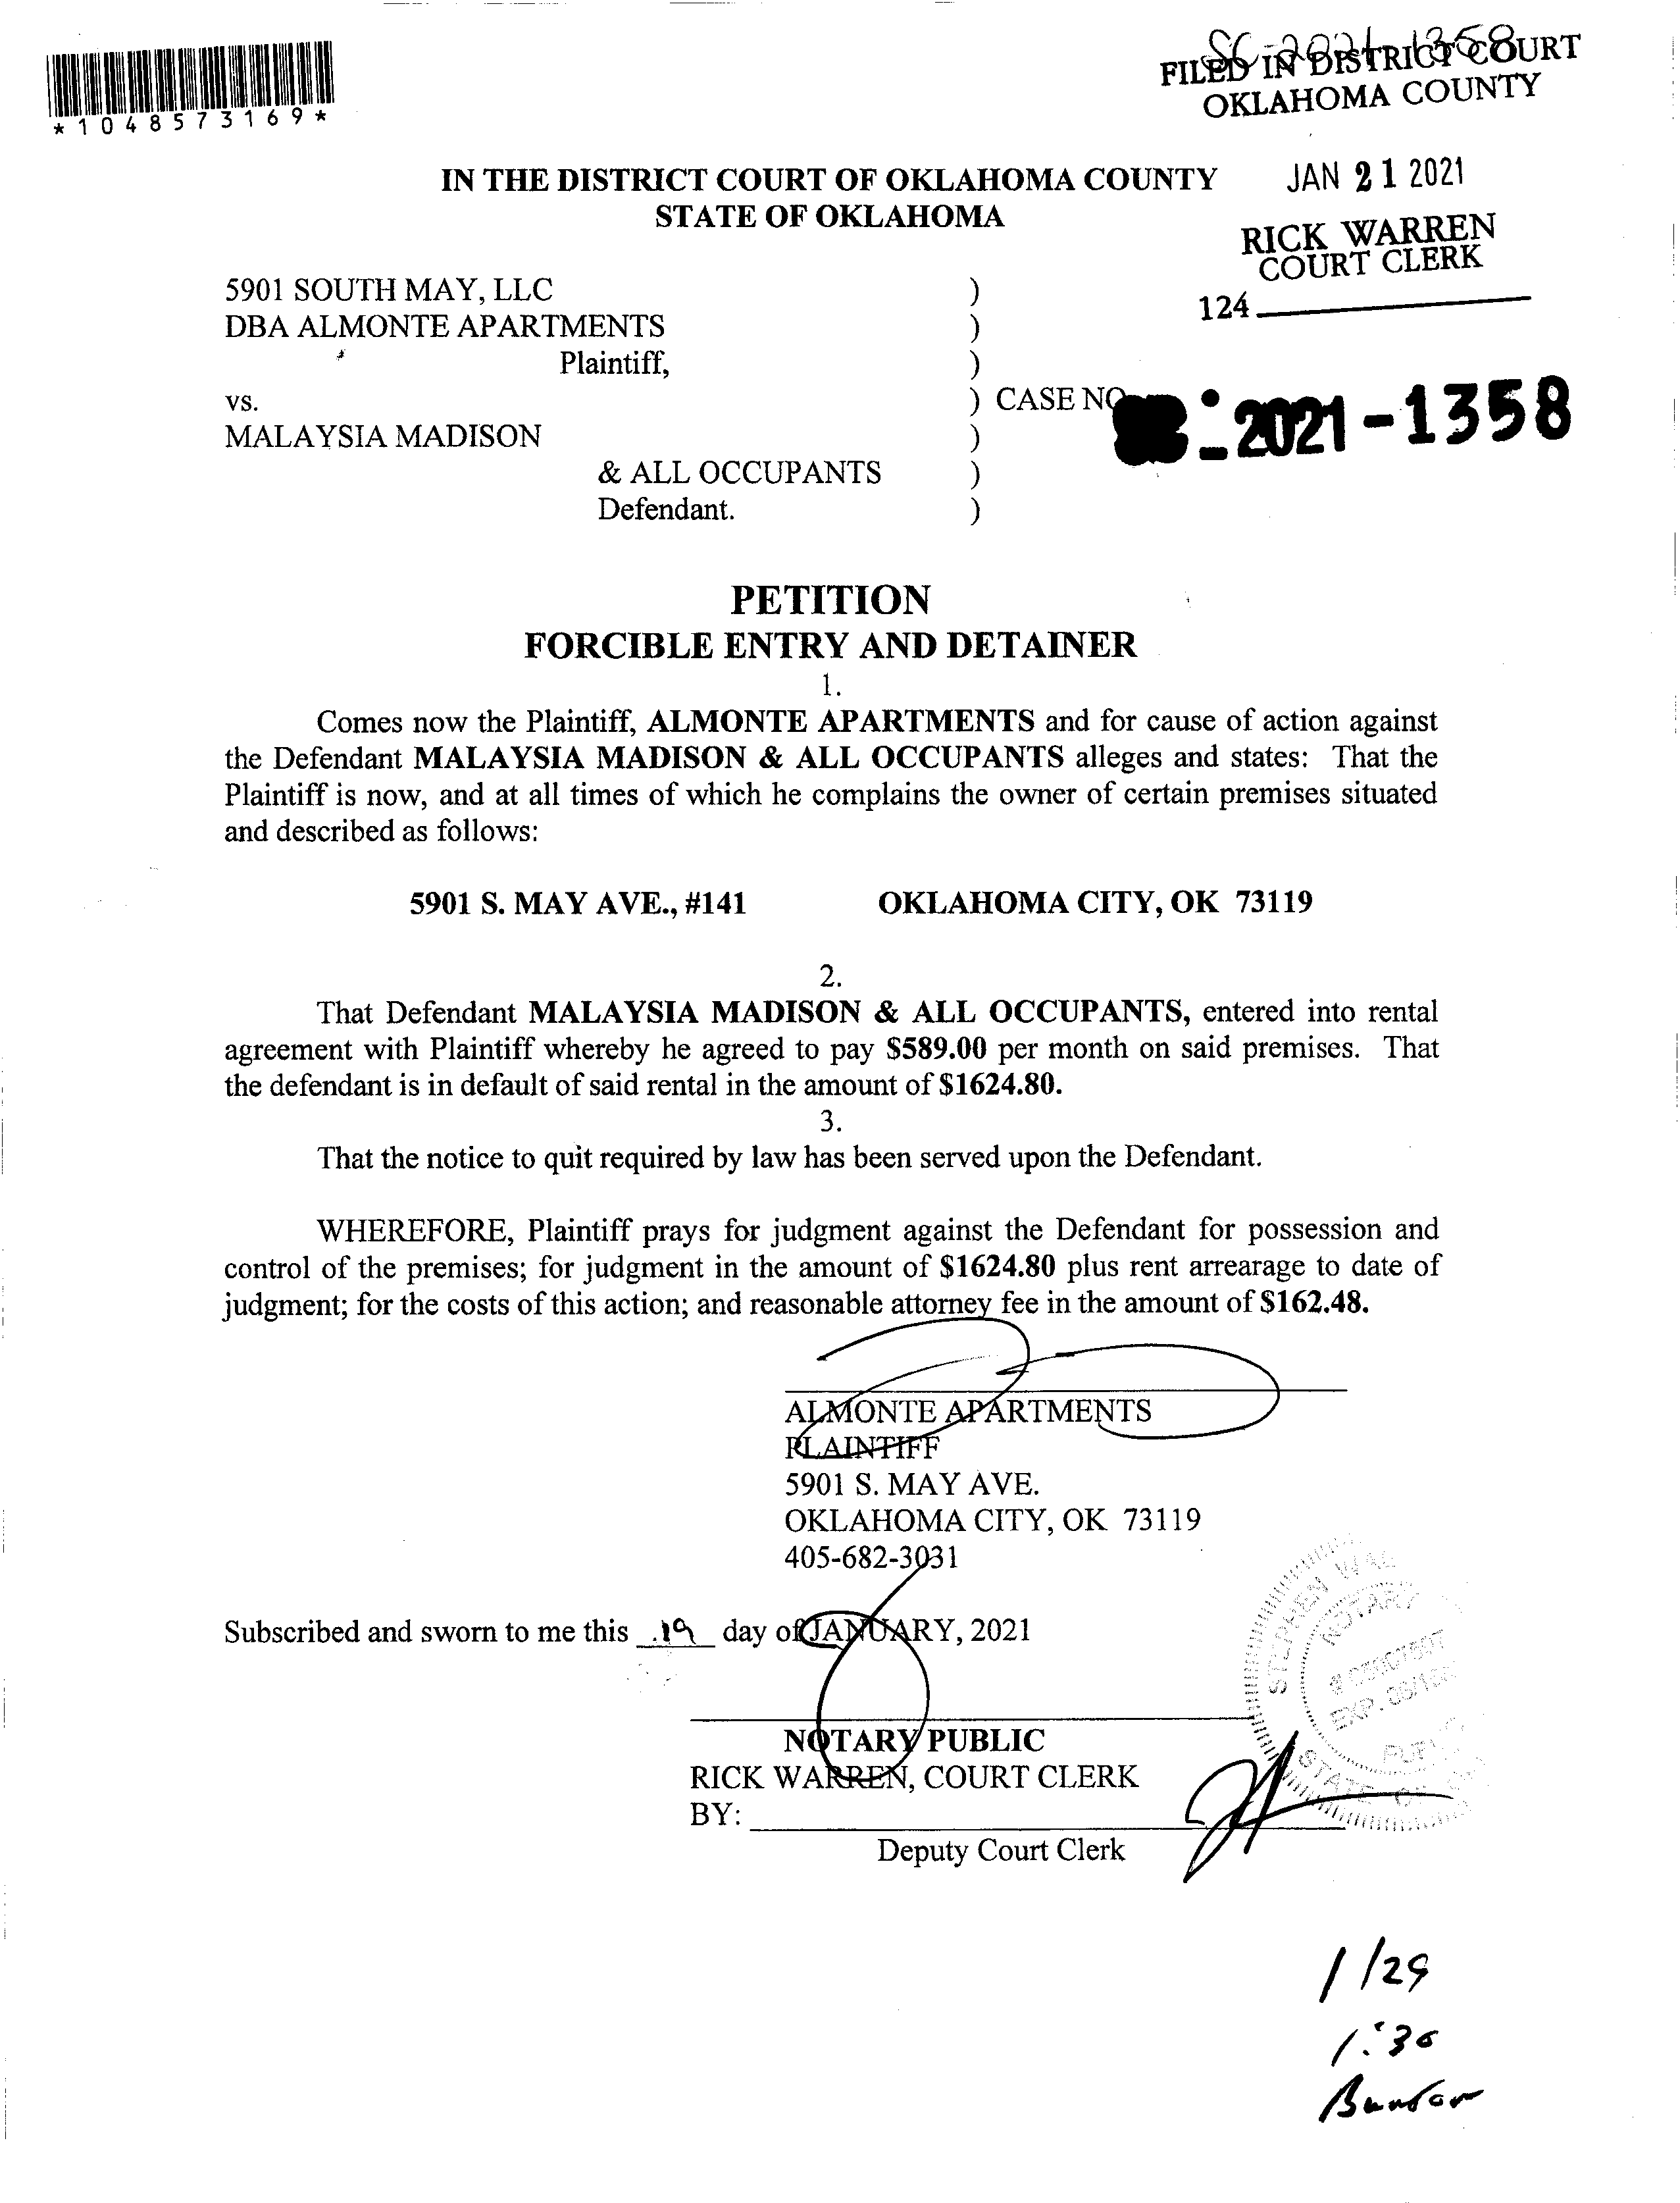 *1048573169*
SC-2021-1358
FILED IN DISTRICT COURT
OKLAHOMA COUNTY
JAN 21 2021
RICK WARREN
COURT CLERK
124
IN THE DISTRICT COURT OF OKLAHOMA COUNTY
STATE OF OKLAHOMA
5901 SOUTH MAY, LLC )
DBA ALMONTE APARTMENTS )
Plaintiff, )
vs. ) CASE NO. 2021-1358
MALAYSIA MADISON )
& ALL OCCUPANTS )
Defendant. )
PETITION
FORCIBLE ENTRY AND DETAINER
1.
Comes now the Plaintiff, ALMONTE APARTMENTS and for cause of action against
the Defendant MALAYSIA MADISON & ALL OCCUPANTS alleges and states: That the
Plaintiff is now, and at all times of which he complains the owner of certain premises situated
and described as follows:
5901 S. MAY AVE., #141 OKLAHOMA CITY, OK 73119
2.
That Defendant MALAYSIA MADISON & ALL OCCUPANTS, entered into rental
agreement with Plaintiff whereby he agreed to pay $589.00 per month on said premises. That
the defendant is in default of said rental in the amount of $1624.80.
3.
That the notice to quit required by law has been served upon the Defendant.
WHEREFORE, Plaintiff prays for judgment against the Defendant for possession and
control of the premises; for judgment in the amount of $1624.80 plus rent arrearage to date of
judgment; for the costs of this action; and reasonable attorney fee in the amount of $162.48.
ALMONTE APARTMENTS
PLAINTIFF
5901 S. MAY AVE.
OKLAHOMA CITY, OK 73119
405-682-3031
Subscribed and sworn to me this 19 day of JANUARY, 2021
STEPHEN
NOTARY
EXP.
STATE
NOTARY PUBLIC
RICK WARREN, COURT CLERK
BY:
Deputy Court Clerk
1/29
1:30